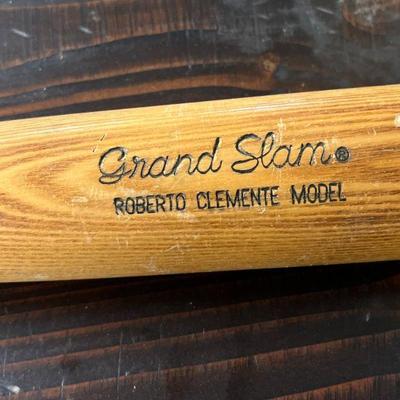 Grand Slam®
ROBERTO CLEMENTE MODEL